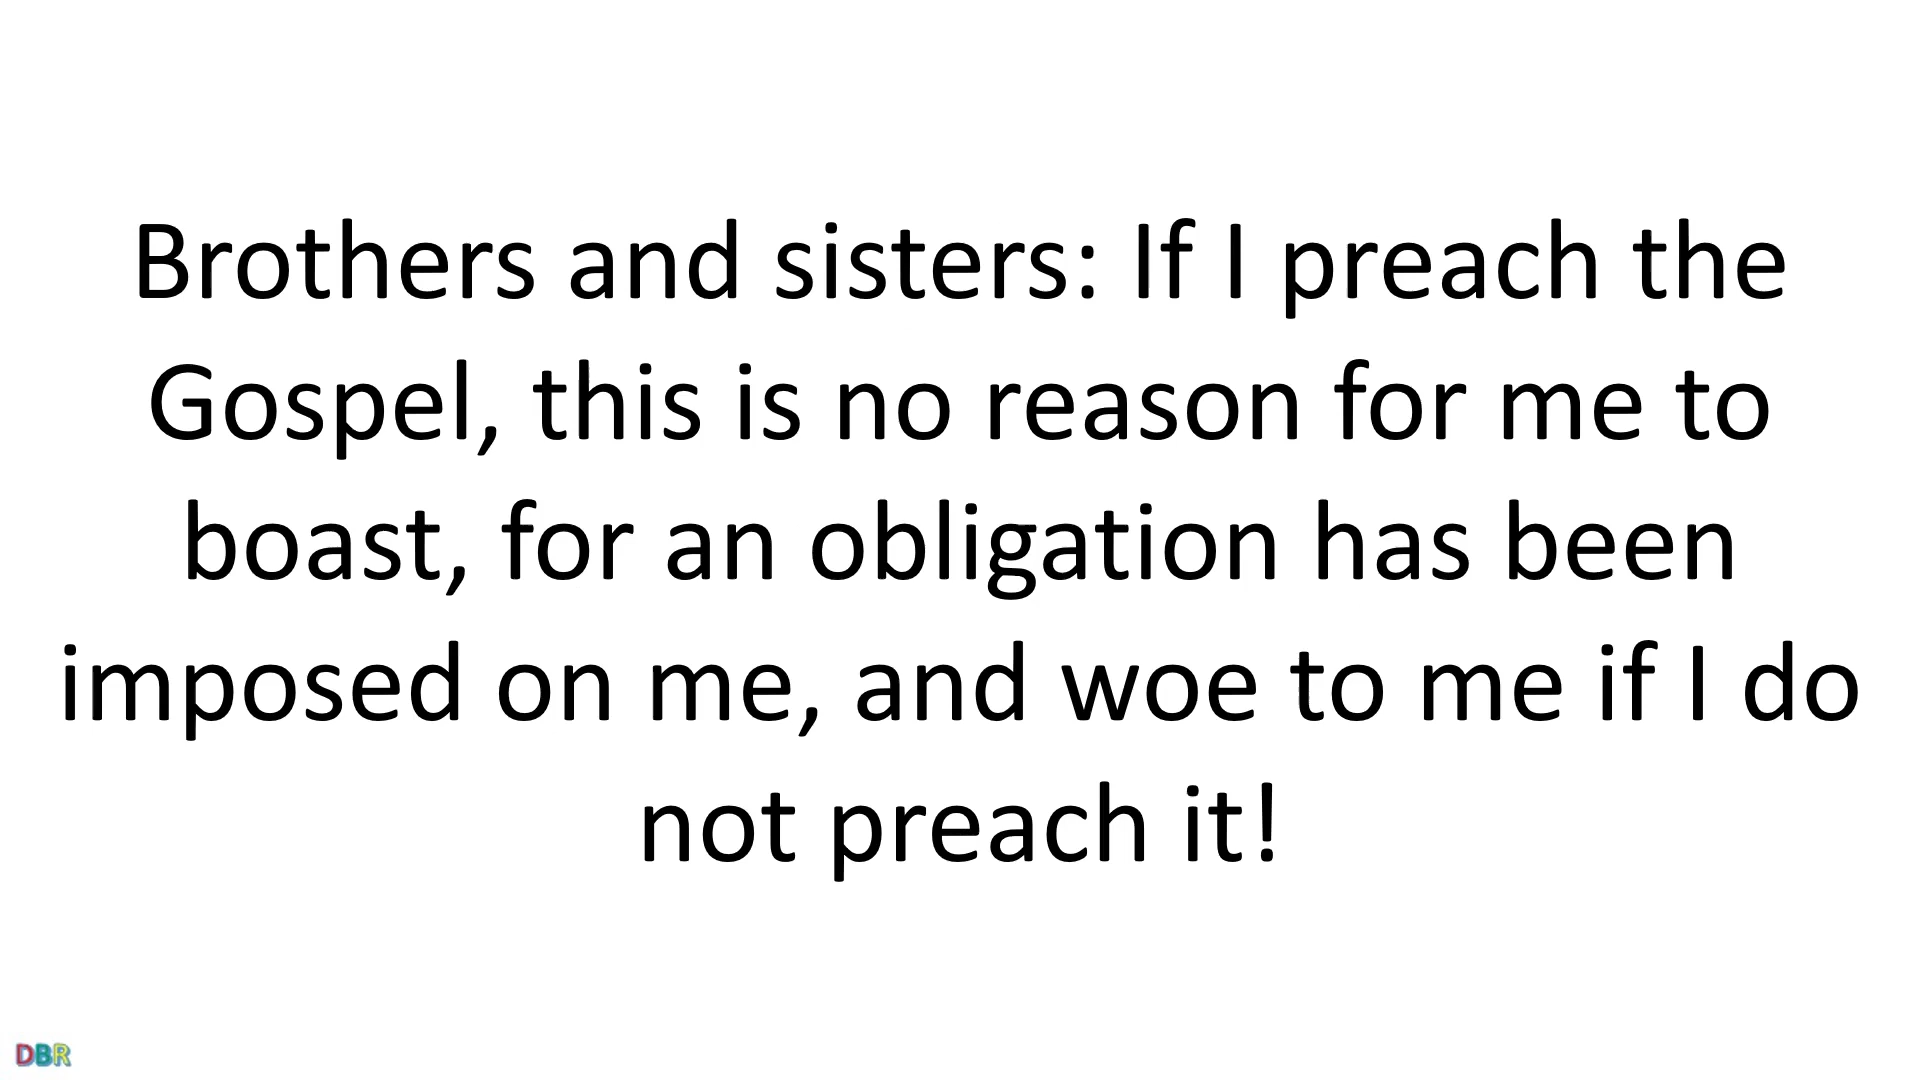 Brothers and sisters: If I preach the
Gospel, this is no reason for me to
boast, for an obligation has been
imposed on me, and woe to me if I do
not preach it!
DBR